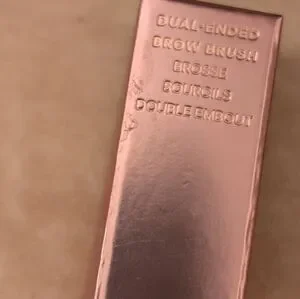 DUAL-ENDED
BROW BRUSH
BROSSE
SOURCILS
DOUBLE EMBOUT